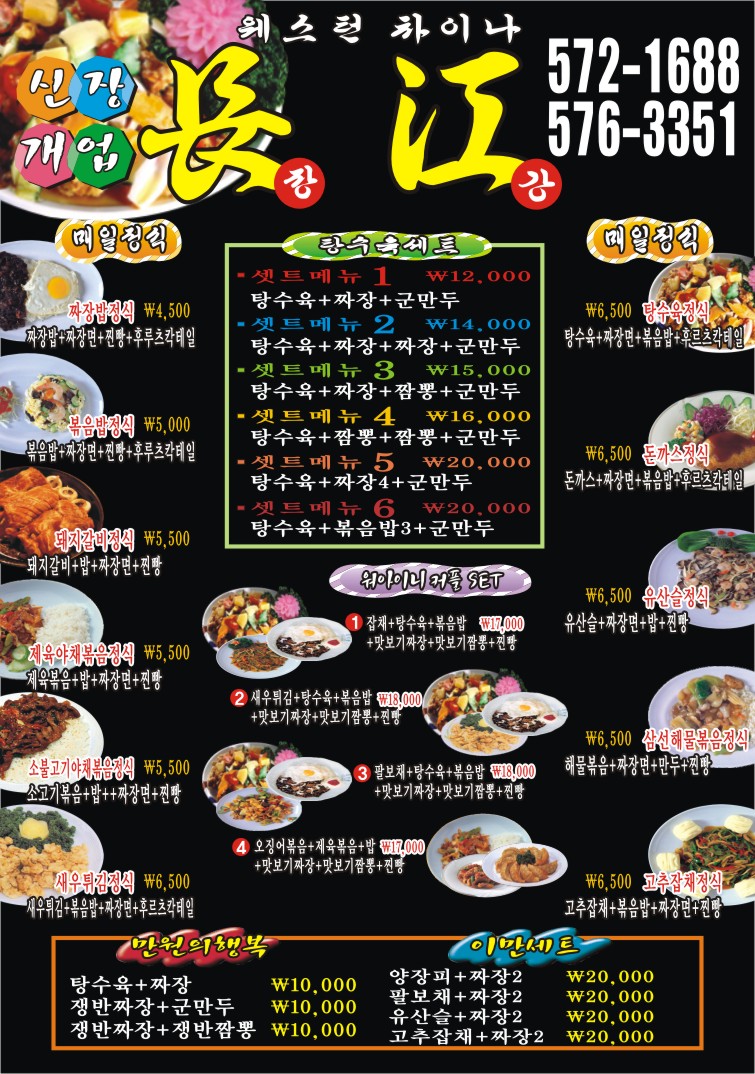 웨스턴 차이나
신장
개업
長장 江강
572-1688
576-3351
미일정식
짜장밥정식 ₩4,500
짜장밥+짜장면+찐빵+후루츠칵테일
볶음밥정식 ₩5,000
볶음밥+짜장면+찐빵+후루츠칵테일
돼지갈비정식 ₩5,500
돼지갈비+밥+짜장면+찐빵
제육야채볶음정식 ₩5,500
제육볶음+밥+짜장면+찐빵
소불고기야채볶음정식 ₩5,500
소고기볶음+밥++짜장면+찐빵
새우튀김정식 ₩6,500
새우튀김+볶음밥+짜장면+후르츠칵테일
탕수육세트
셋트메뉴 1 ₩12,000
탕수육+짜장+군만두
셋트메뉴 2 ₩14,000
탕수육+짜장+짜장+군만두
셋트메뉴 3 ₩15,000
탕수육+짜장+짬뽕+군만두
셋트메뉴 4 ₩16,000
탕수육+짬뽕+짬뽕+군만두
셋트메뉴 5 ₩20,000
탕수육+짜장4+군만두
셋트메뉴 6 ₩20,000
탕수육+볶음밥3+군만두
워아이니 커플 SET
1 잡채+탕수육+볶음밥 ₩17,000
+맛보기짜장+맛보기짬뽕+찐빵
2 새우튀김+탕수육+볶음밥 ₩18,000
+맛보기짜장+맛보기짬뽕+찐빵
3 팔보채+탕수육+볶음밥 ₩18,000
+맛보기짜장+맛보기짬뽕+찐빵
4 오징어볶음+제육볶음+밥 ₩17,000
+맛보기짜장+맛보기짬뽕+찐빵
미일정식
₩6,500 탕수육정식
탕수육+짜장면+볶음밥+후르츠칵테일
₩6,500 돈까스정식
돈까스+짜장면+볶음밥+후르츠칵테일
₩6,500 유산슬정식
유산슬+짜장면+밥+찐빵
₩6,500 삼선해물볶음정식
해물볶음+짜장면+만두+찐빵
₩6,500 고추잡채정식
고추잡채+볶음밥+짜장면+찐빵
만원의행복
탕수육+짜장 ₩10,000
쟁반짜장+군만두 ₩10,000
쟁반짜장+쟁반짬뽕 ₩10,000
이만세트
양장피+짜장2 ₩20,000
팔보채+짜장2 ₩20,000
유산슬+짜장2 ₩20,000
고추잡채+짜장2 ₩20,000